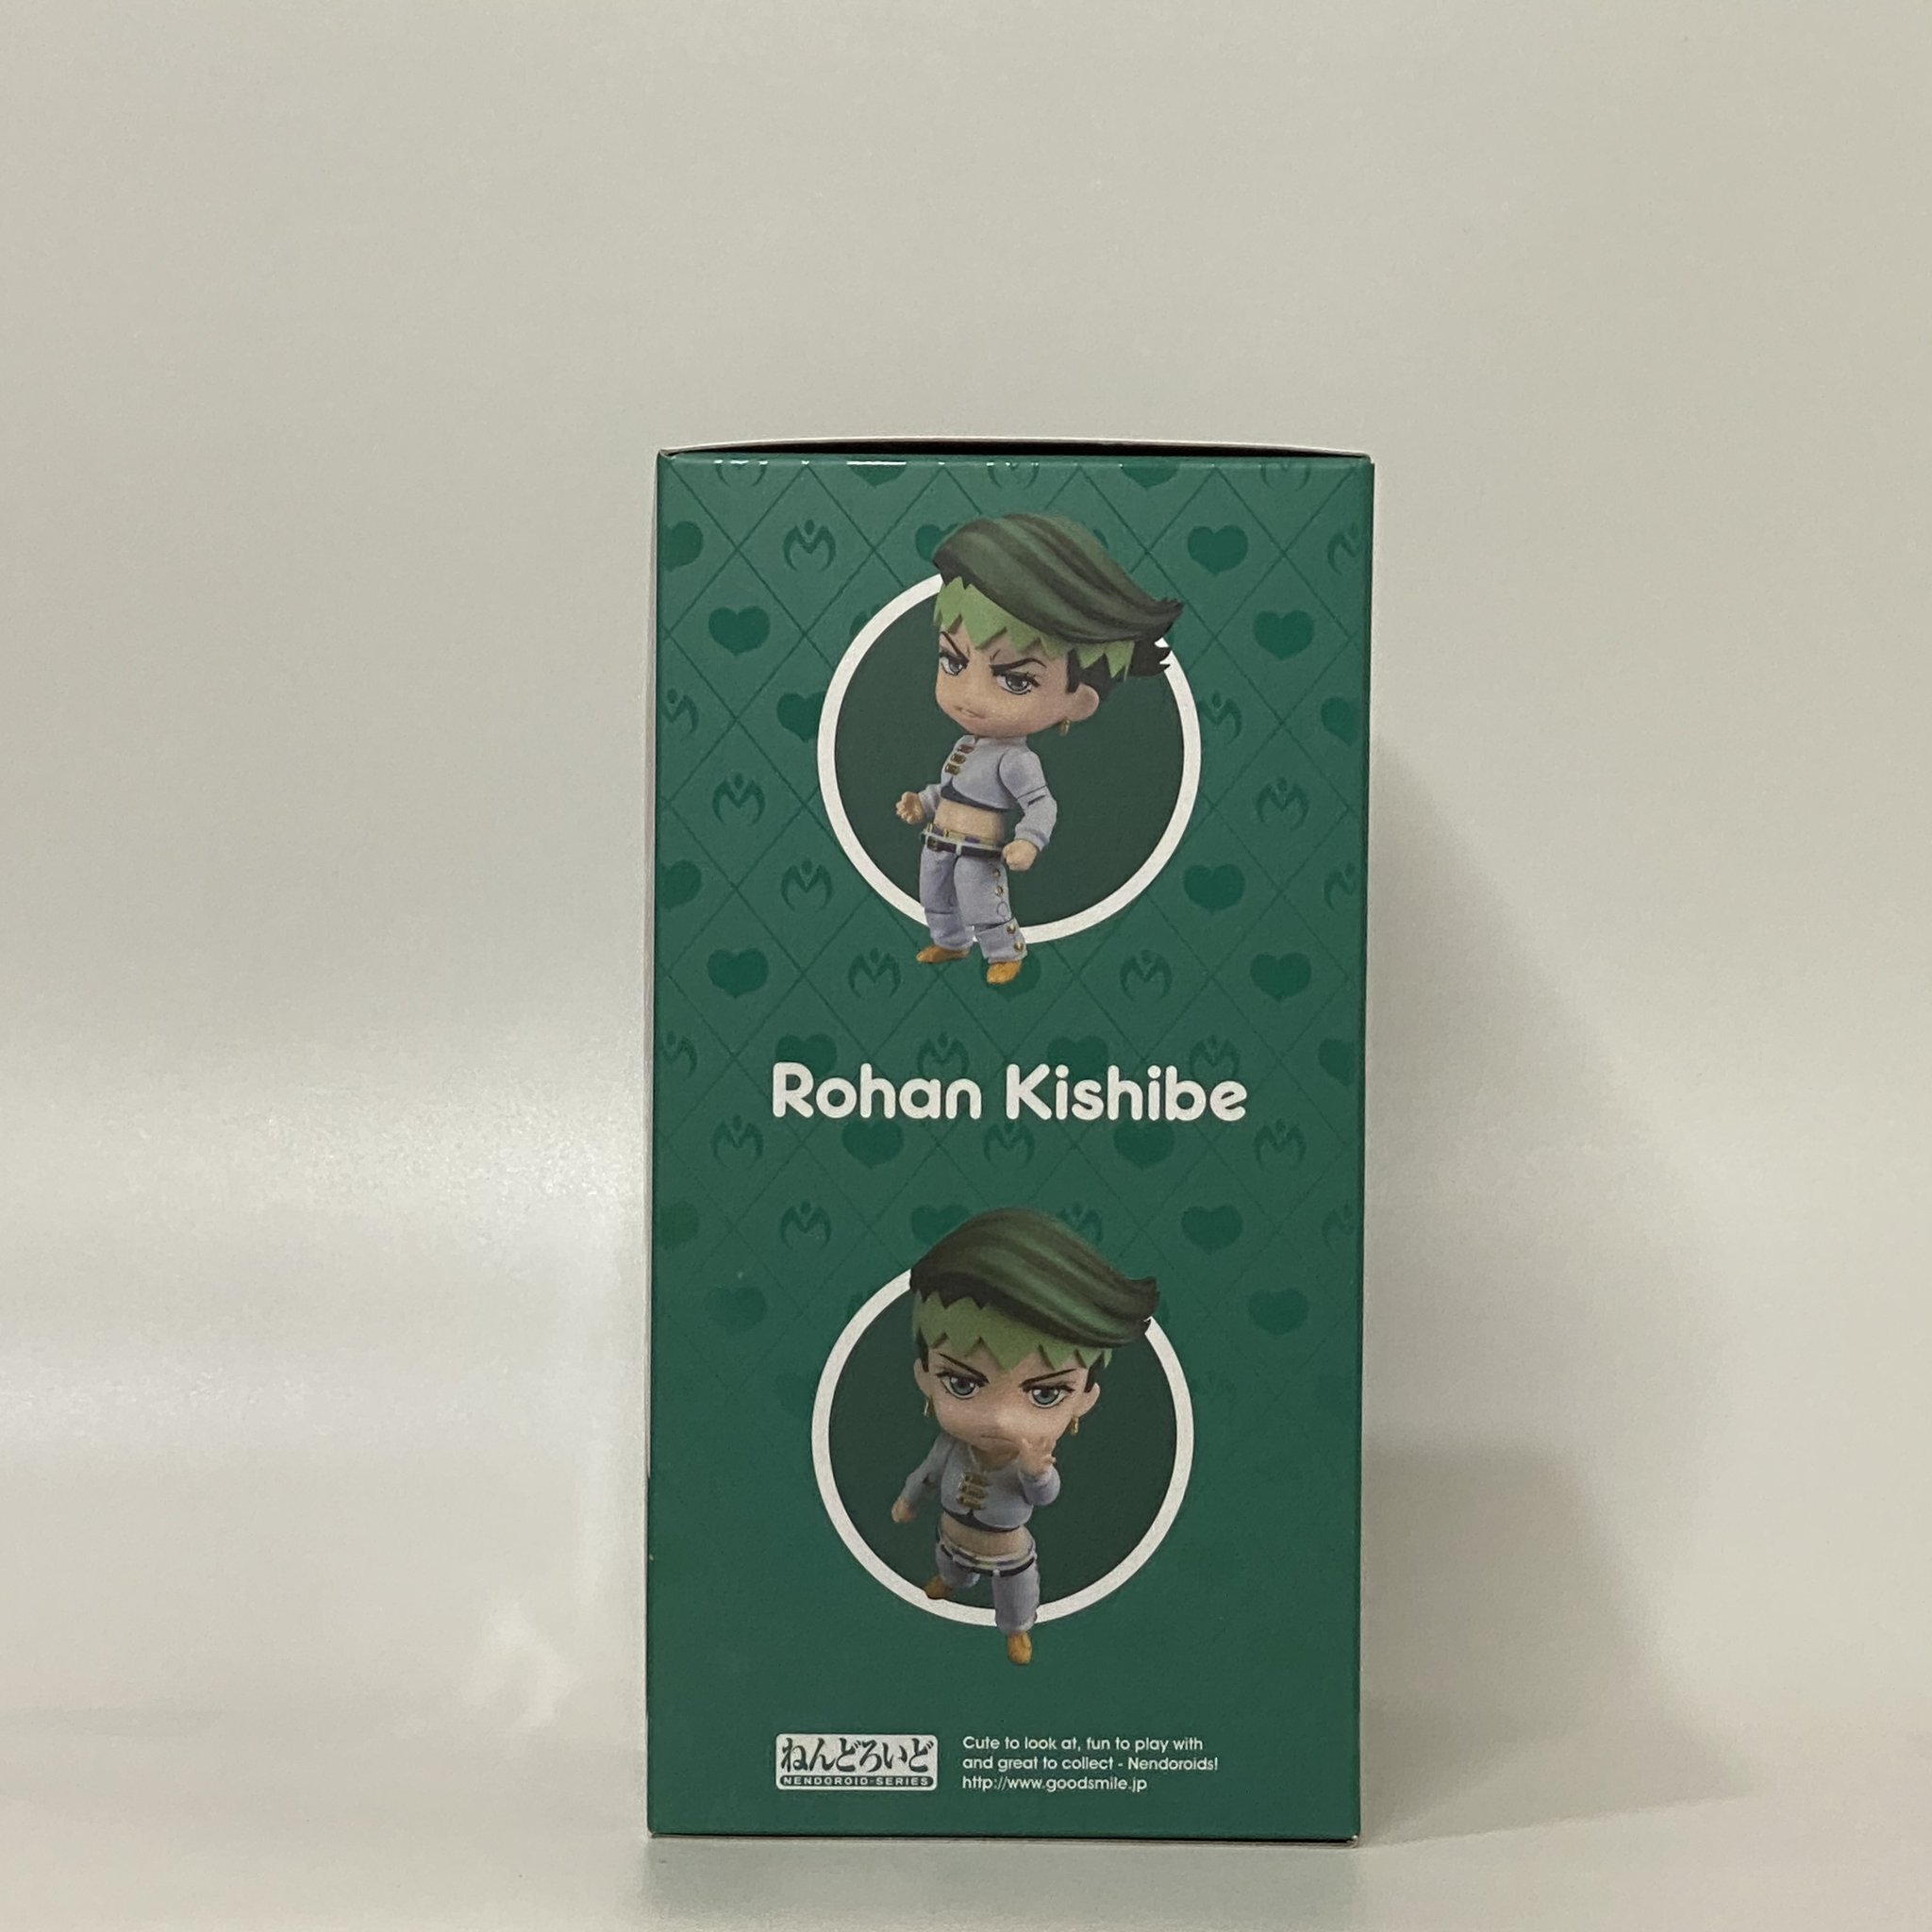 Rohan Kishibe
ねんどろいど
NENDOROID-SERIES
Cute to look at, fun to play with
and great to collect - Nendoroids!
http://www.goodsmile.jp